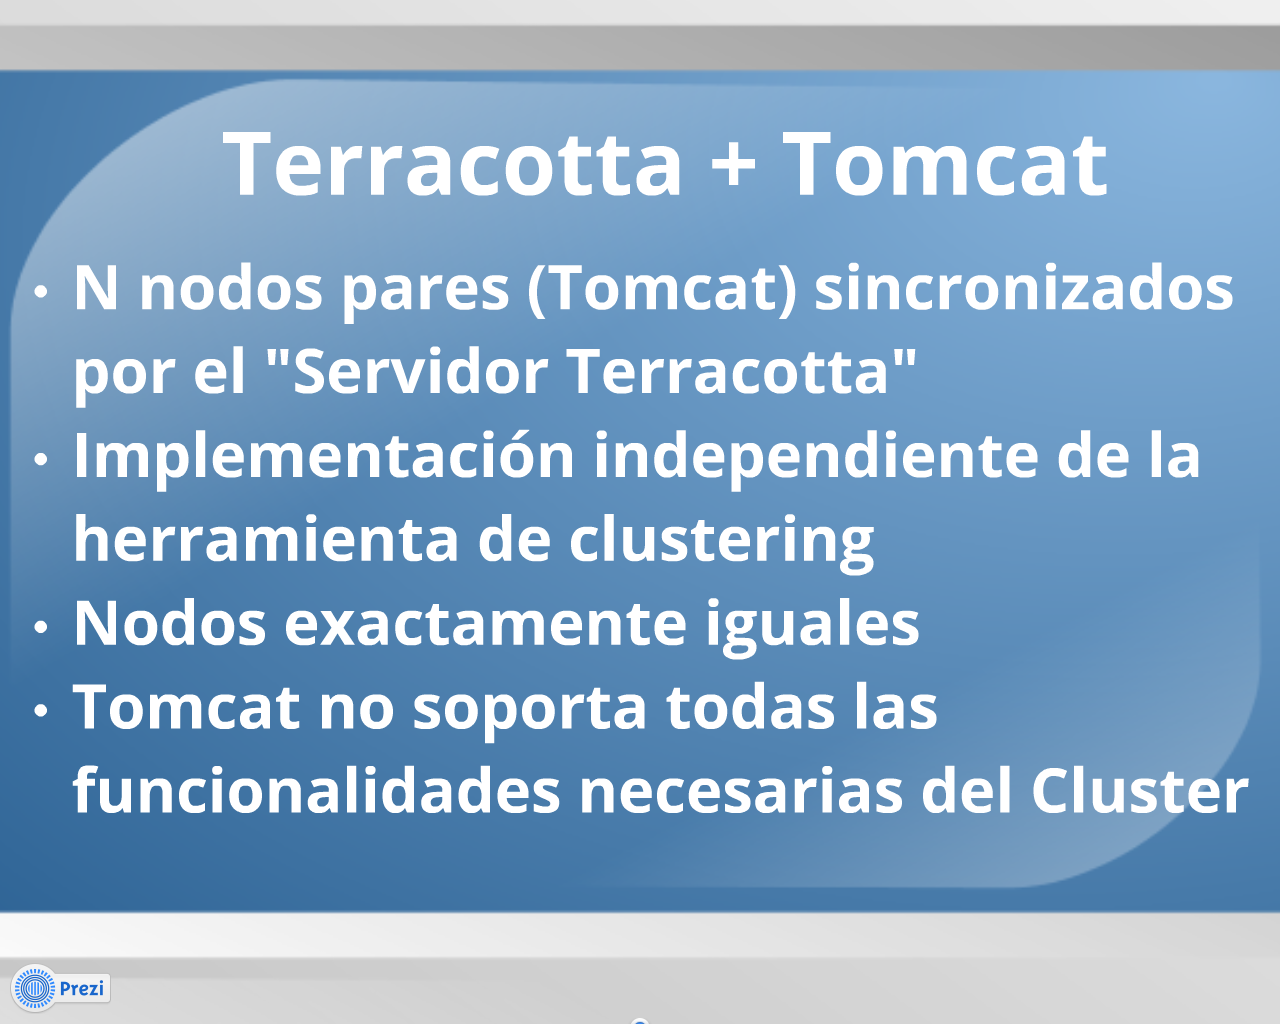 Terracotta + Tomcat
• N nodos pares (Tomcat) sincronizados
por el "Servidor Terracotta"
• Implementación independiente de la
herramienta de clustering
• Nodos exactamente iguales
• Tomcat no soporta todas las
funcionalidades necesarias del Cluster
Prezi